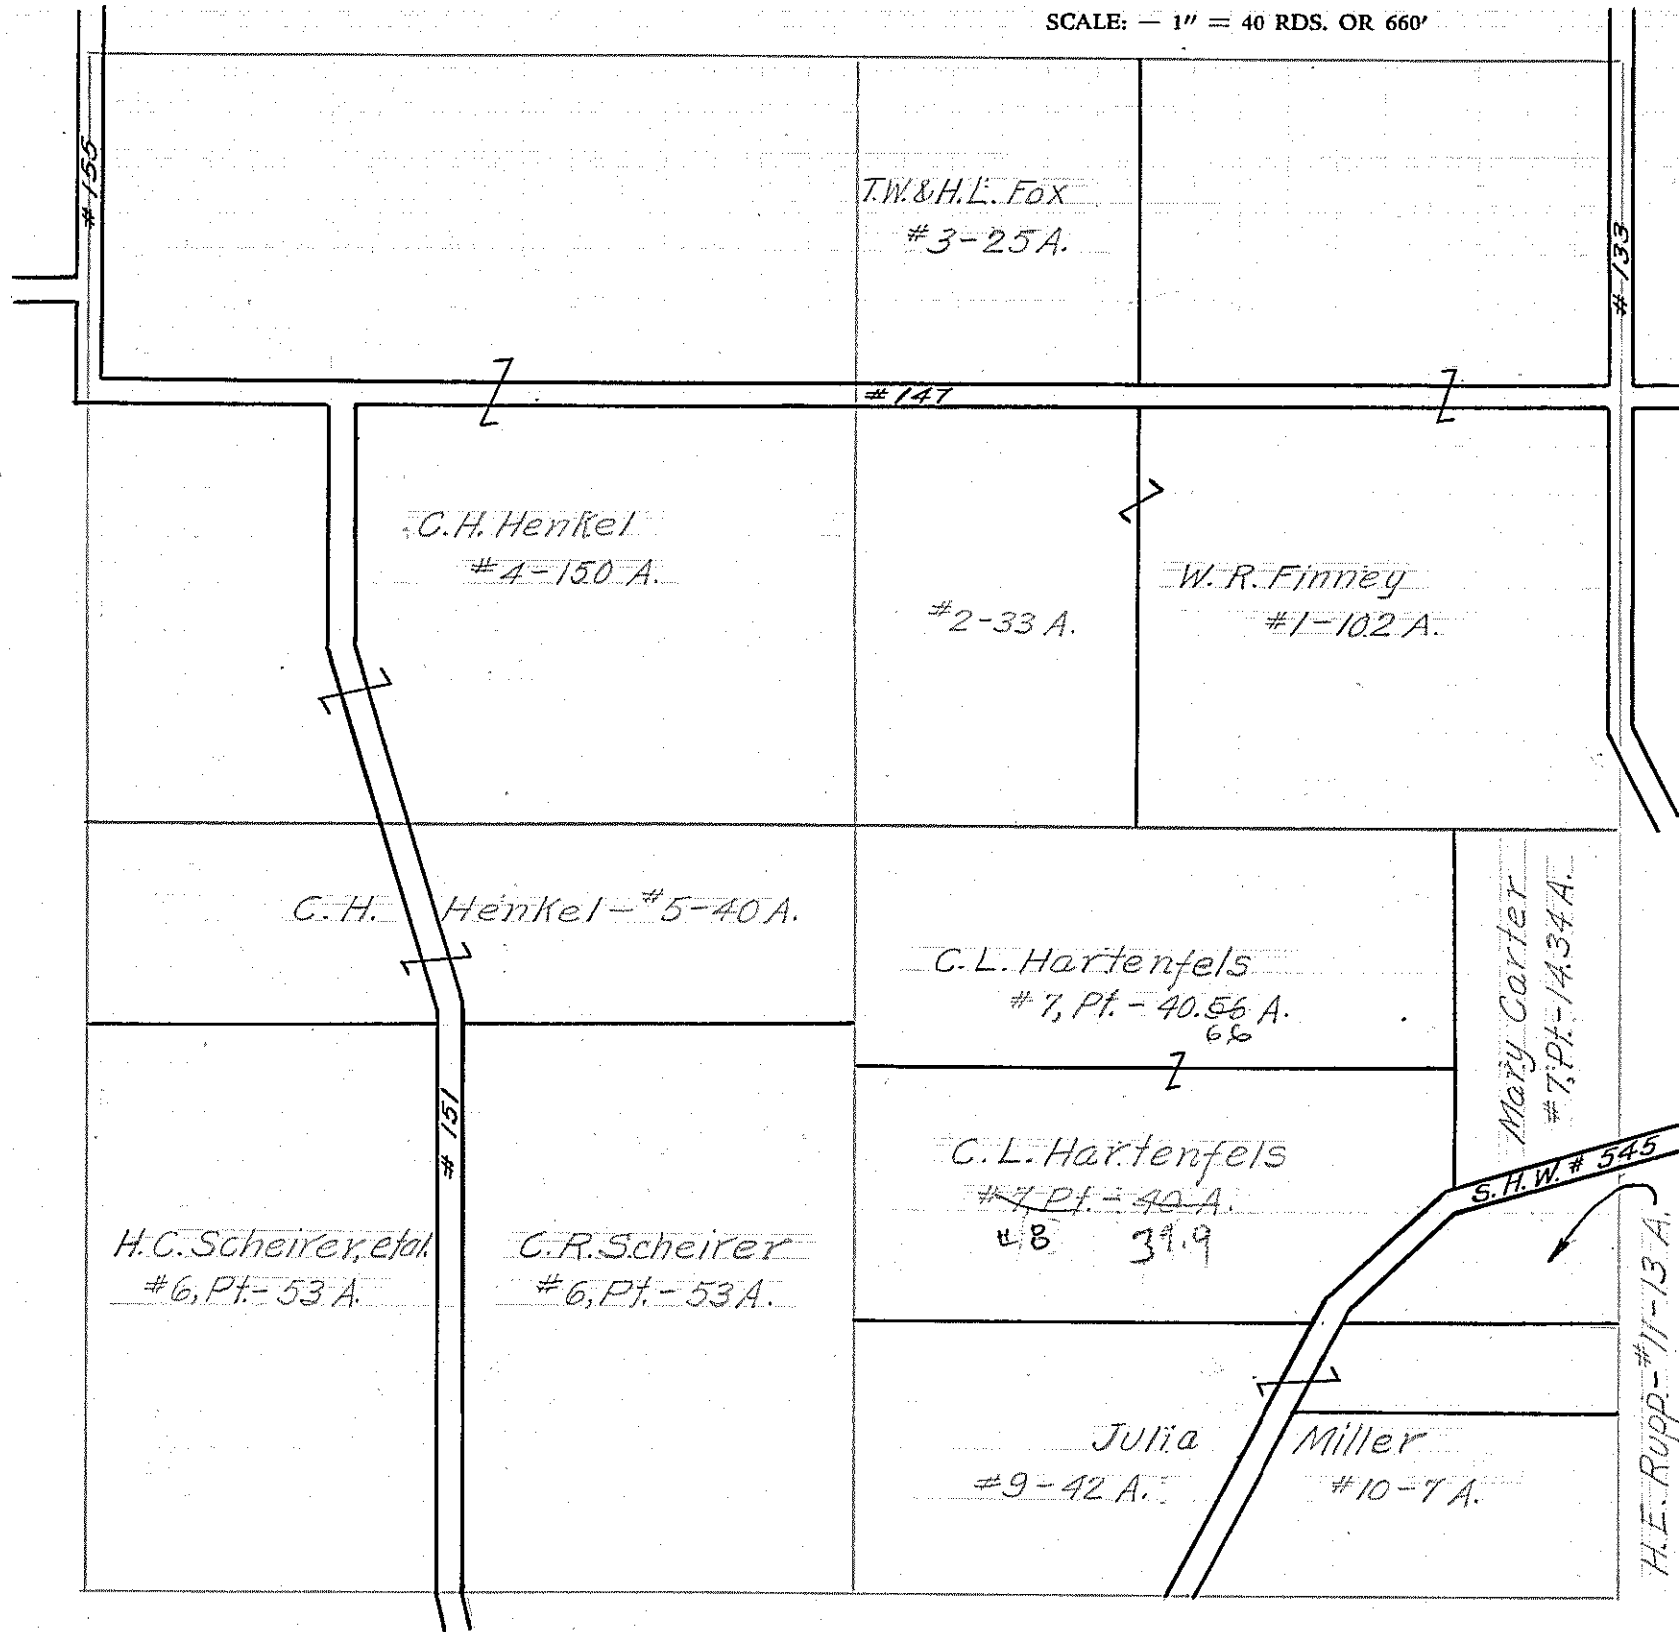 SCALE: — 1″ = 40 RDS. OR 660′
# 155
T.W. & H.L. Fox
#3-25 A.
# 133
# 147
C. H. Henkel
#4-150 A.
W. R. Finney
#1-102 A.
#2-33 A.
C. H. Henkel - #5-40 A.
C. L. Hartenfels
#7, Pt. - 40.56 A.
66
Mary Carter
#7, Pt.-14.34 A.
# 151
C. L. Hartenfels
#7, Pt. - 40 A.
#8 39.9
S. H. W. # 545
H. C. Scheirer, etal.
#6, Pt.- 53 A.
C. R. Scheirer
#6, Pt. - 53 A.
H. E. Rupp.- #11-13 A.
Julia Miller
#9-42 A.
#10-7 A.